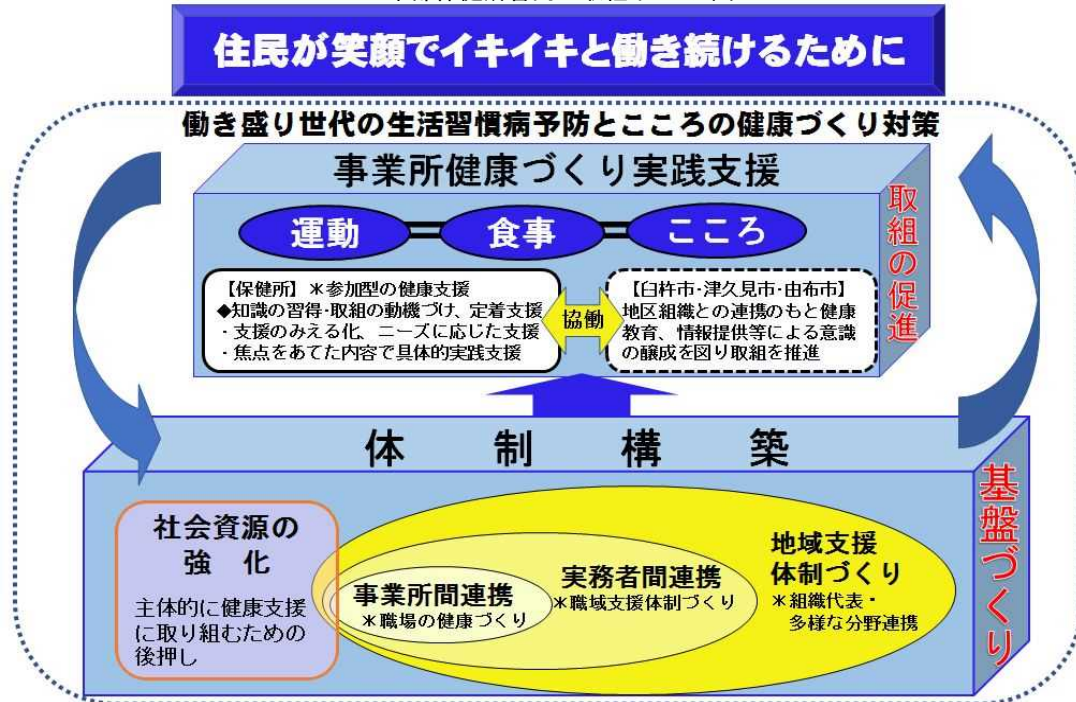 住民が笑顔でイキイキと働き続けるために
働き盛り世代の生活習慣病予防とこころの健康づくり対策
事業所健康づくり実践支援
取組の促進
運動
食事
こころ
【保健所】＊参加型の健康支援
◆知識の習得・取組の動機づけ、定着支援
・支援のみえる化、ニーズに応じた支援
・焦点をあてた内容で具体的実践支援
協働
【臼杵市・津久見市・由布市】
地区組織との連携のもと健康
教育、情報提供等による意識
の醸成を図り取組を推進
体制構築
基盤づくり
社会資源の
強化
主体的に健康支援
に取り組むための
後押し
事業所間連携
＊職場の健康づくり
実務者間連携
＊職域支援体制づくり
地域支援
体制づくり
＊組織代表・
多様な分野連携